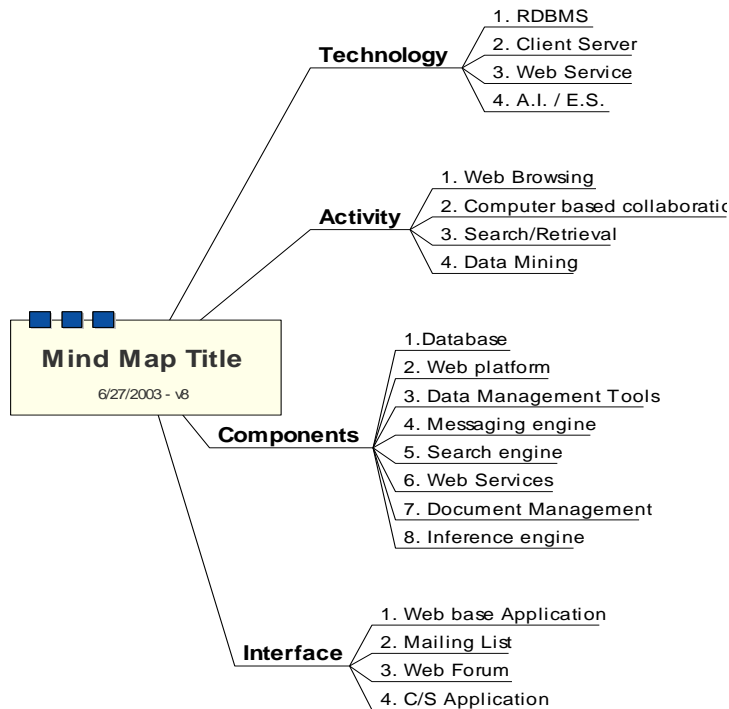 Technology
1. RDBMS
2. Client Server
3. Web Service
4. A.I. / E.S.
Activity
1. Web Browsing
2. Computer based
3. Search/Retrieval
4. Data Mining
Mind Map Title
6/27/2003 - v8
Components
1.Database
2. Web platform
3. Data Management Tools
4. Messaging engine
5. Search engine
6. Web Services
7. Document Management
8. Inference engine
Interface
1. Web base Application
2. Mailing List
3. Web Forum
4. C/S Application